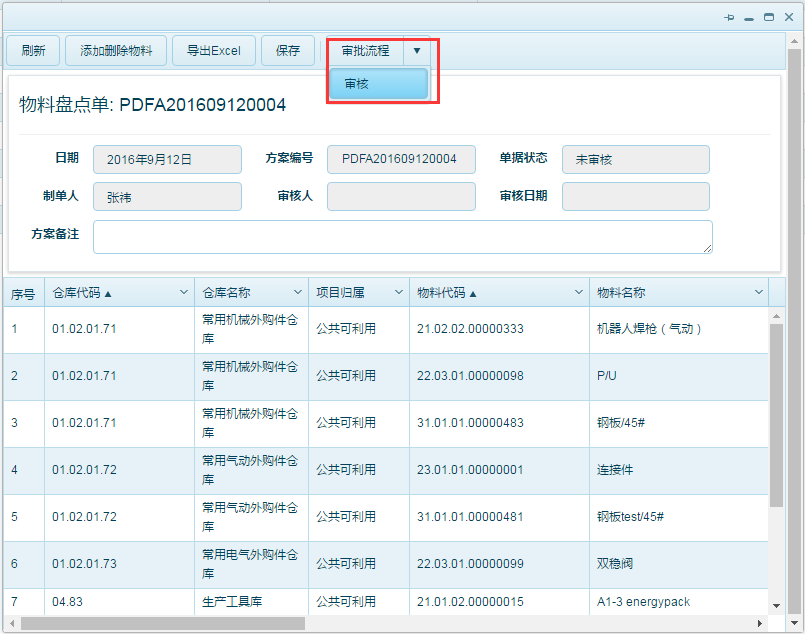 刷新 添加删除物料 导出Excel 保存 审批流程 ▼
审核
物料盘点单: PDFA201609120004
日期 2016年9月12日 方案编号 PDFA201609120004 单据状态 未审核
制单人 张祎 审核人 审核日期
方案备注
序号 仓库代码▲ 仓库名称 项目归属 物料代码▲ 物料名称
1 01.02.01.71 常用机械外购件仓库 公共可利用 21.02.02.00000333 机器人焊枪（气动）
2 01.02.01.71 常用机械外购件仓库 公共可利用 22.03.01.00000098 P/U
3 01.02.01.71 常用机械外购件仓库 公共可利用 31.01.01.00000483 钢板/45#
4 01.02.01.72 常用气动外购件仓库 公共可利用 23.01.01.00000001 连接件
5 01.02.01.72 常用气动外购件仓库 公共可利用 31.01.01.00000481 钢板test/45#
6 01.02.01.73 常用电气外购件仓库 公共可利用 22.03.01.00000099 双稳阀
7 04.83 生产工具库 公共可利用 21.01.02.00000015 A1-3 energypack